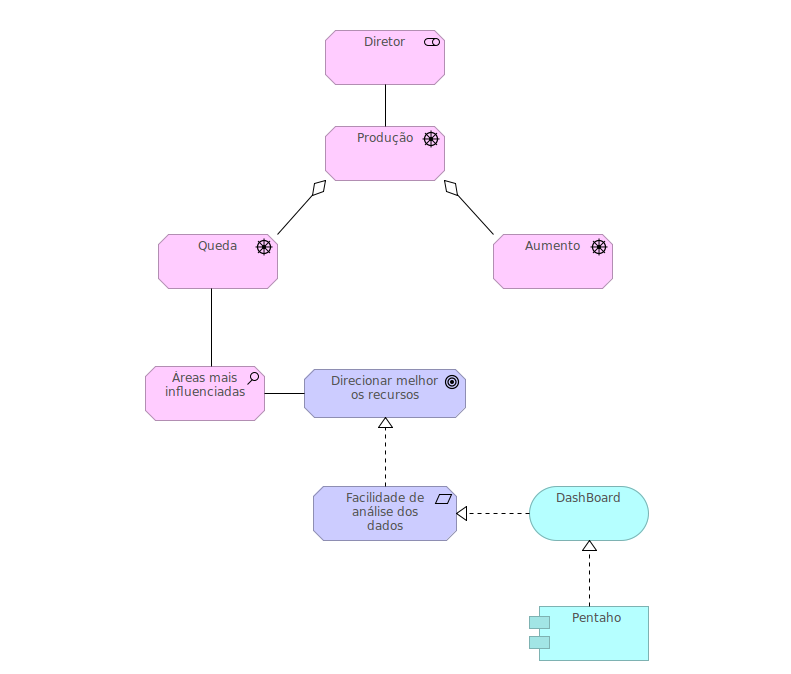 Diretor
Produção
Queda
Aumento
Áreas mais
influenciadas
Direcionar melhor
os recursos
Facilidade de
análise dos
dados
DashBoard
Pentaho